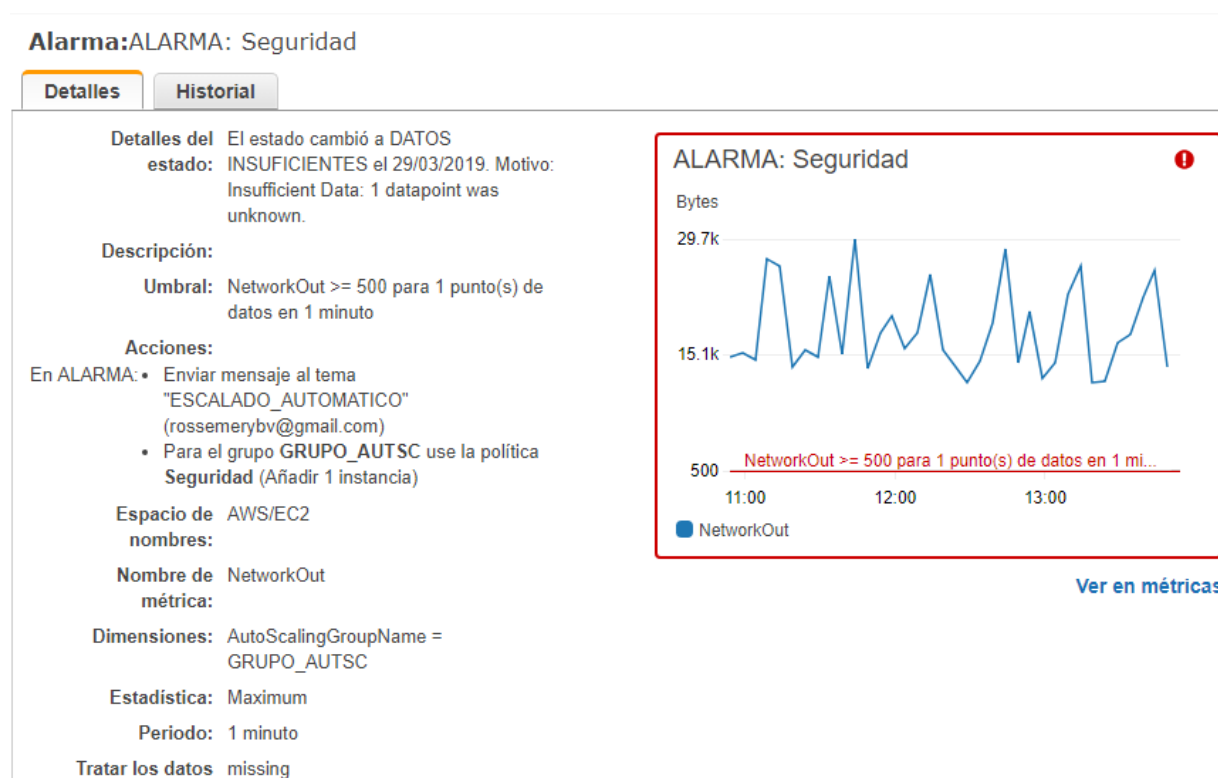 Alarma:ALARMA: Seguridad
Detalles
Historial
Detalles del estado: El estado cambió a DATOS
INSUFICIENTES el 29/03/2019. Motivo:
Insufficient Data: 1 datapoint was
unknown.
Descripción:
Umbral: NetworkOut >= 500 para 1 punto(s) de
datos en 1 minuto
Acciones:
En ALARMA: • Enviar mensaje al tema
"ESCALADO_AUTOMATICO"
(rossemerybv@gmail.com)
• Para el grupo GRUPO_AUTSC use la política
Seguridad (Añadir 1 instancia)
Espacio de nombres: AWS/EC2
Nombre de métrica: NetworkOut
Dimensiones: AutoScalingGroupName =
GRUPO_AUTSC
Estadística: Maximum
Periodo: 1 minuto
Tratar los datos missing
ALARMA: Seguridad
Bytes
29.7k
15.1k
500
NetworkOut >= 500 para 1 punto(s) de datos en 1 mi...
11:00 12:00 13:00
NetworkOut
Ver en métricas